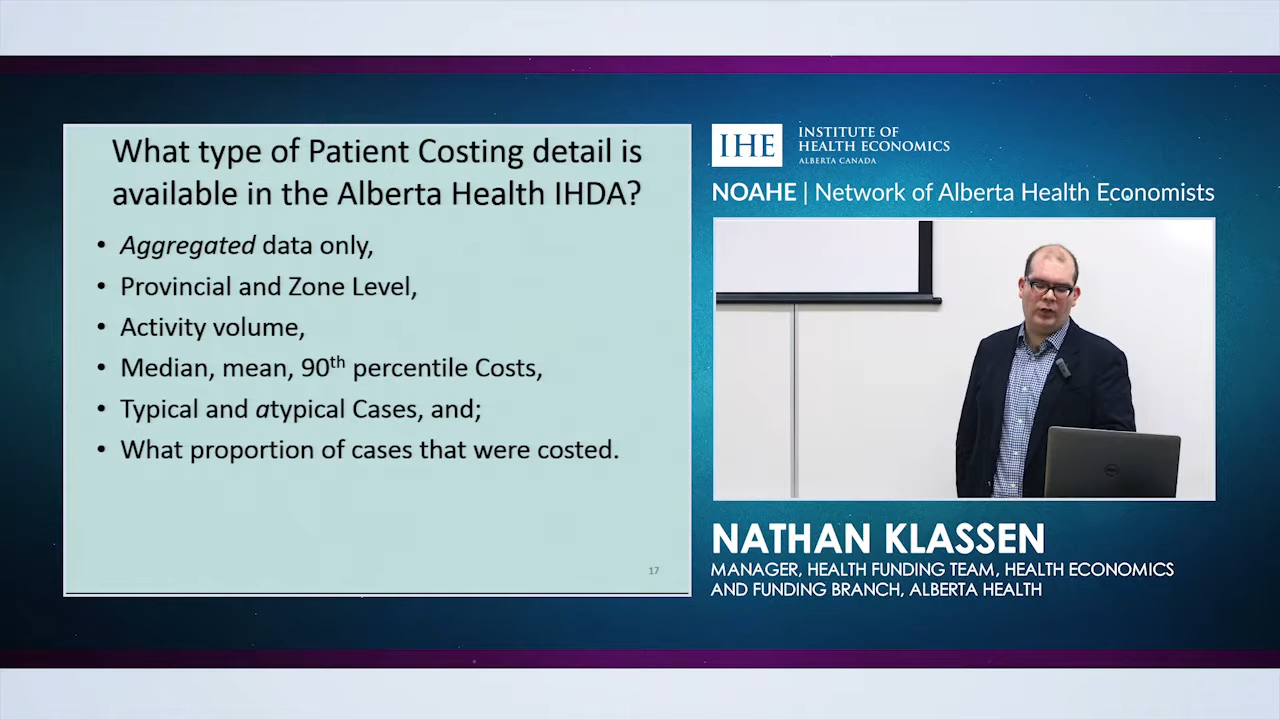 What type of Patient Costing detail is
available in the Alberta Health IHDA?
• Aggregated data only,
• Provincial and Zone Level,
• Activity volume,
• Median, mean, 90th percentile Costs,
• Typical and atypical Cases, and;
• What proportion of cases that were costed.
17
IHE
INSTITUTE OF
HEALTH ECONOMICS
ALBERTA CANADA
NOAHE | Network of Alberta Health Economists
DELL
NATHAN KLASSEN
MANAGER, HEALTH FUNDING TEAM, HEALTH ECONOMICS
AND FUNDING BRANCH, ALBERTA HEALTH